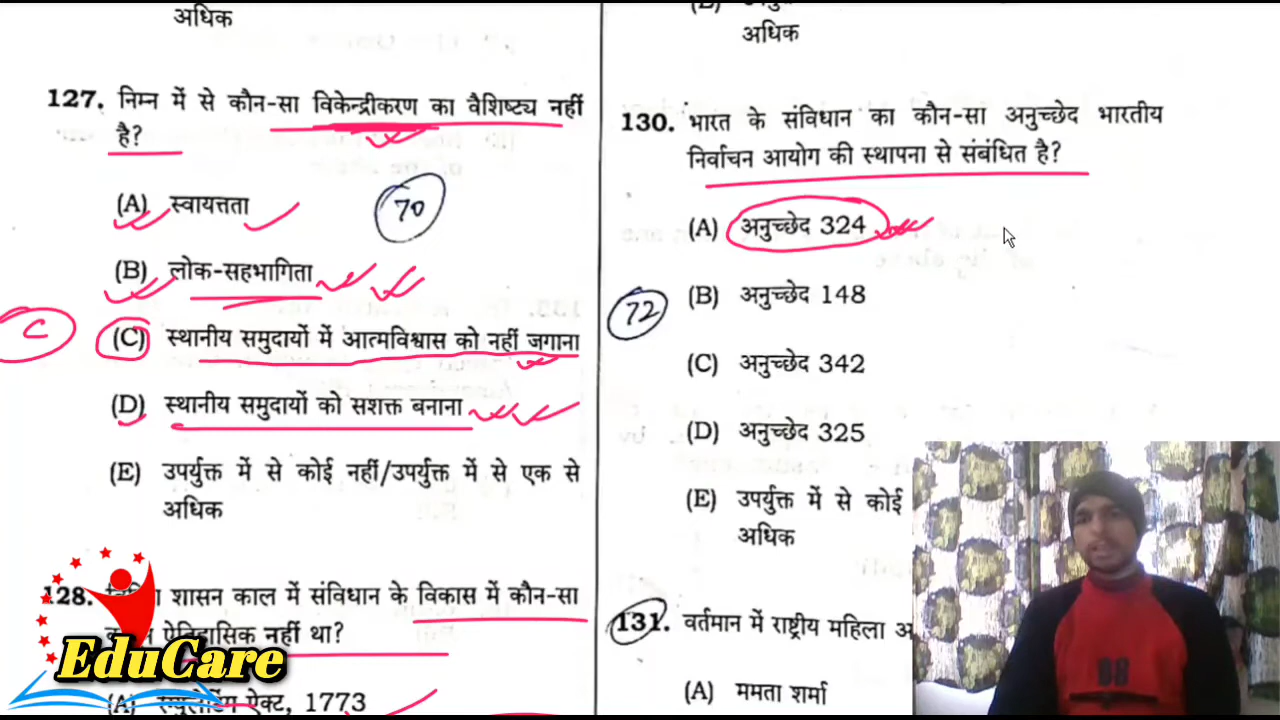 अधिक
127. निम्न में से कौन-सा विकेन्द्रीकरण का वैशिष्ट्य नहीं
है?
(A) स्वायत्तता
70
(B) लोक-सहभागिता
C
(C) स्थानीय समुदायों में आत्मविश्वास को नहीं जगाना
(D) स्थानीय समुदायों को सशक्त बनाना
(E) उपर्युक्त में से कोई नहीं/उपर्युक्त में से एक से
अधिक
128. शासन काल में संविधान के विकास में कौन-सा
ऐतिहासिक नहीं था?
(A) ऐक्ट, 1773
EduCare
अधिक
130. भारत के संविधान का कौन-सा अनुच्छेद भारतीय
निर्वाचन आयोग की स्थापना से संबंधित है?
(A) अनुच्छेद 324
(B) अनुच्छेद 148
72
(C) अनुच्छेद 342
(D) अनुच्छेद 325
(E) उपर्युक्त में से कोई
अधिक
131. वर्तमान में राष्ट्रीय महिला
(A) ममता शर्मा